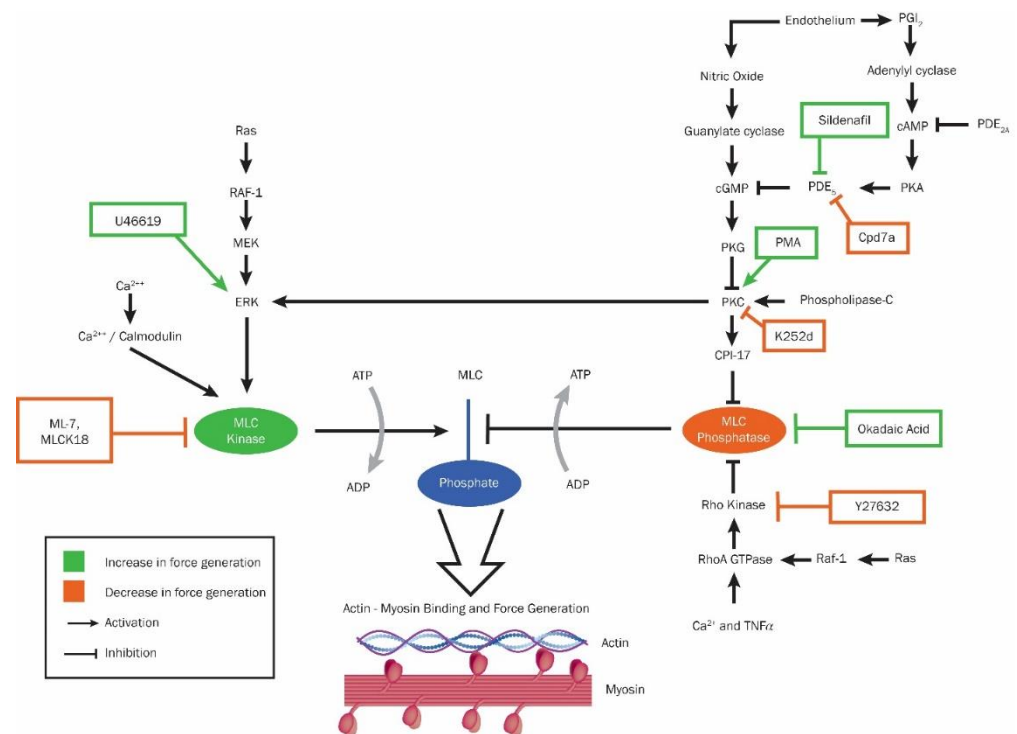 Endothelium
PGI₂
Nitric Oxide
Adenylyl cyclase
Ras
Sildenafil
Guanylate cyclase
cAMP
PDE₂A
RAF-1
cGMP
PDE₅
PKA
U46619
MEK
PKG
PMA
Cpd7a
Ca²⁺⁺
ERK
PKC
Phospholipase-C
Ca²⁺⁺ / Calmodulin
K252d
CPI-17
ATP
MLC
ATP
ML-7,
MLCK18
MLC
Kinase
MLC
Phosphatase
Okadaic Acid
ADP
Phosphate
ADP
Rho Kinase
Y27632
Increase in force generation
Decrease in force generation
Activation
Inhibition
RhoA GTPase
Raf-1
Ras
Actin - Myosin Binding and Force Generation
Ca²⁺ and TNFα
Actin
Myosin